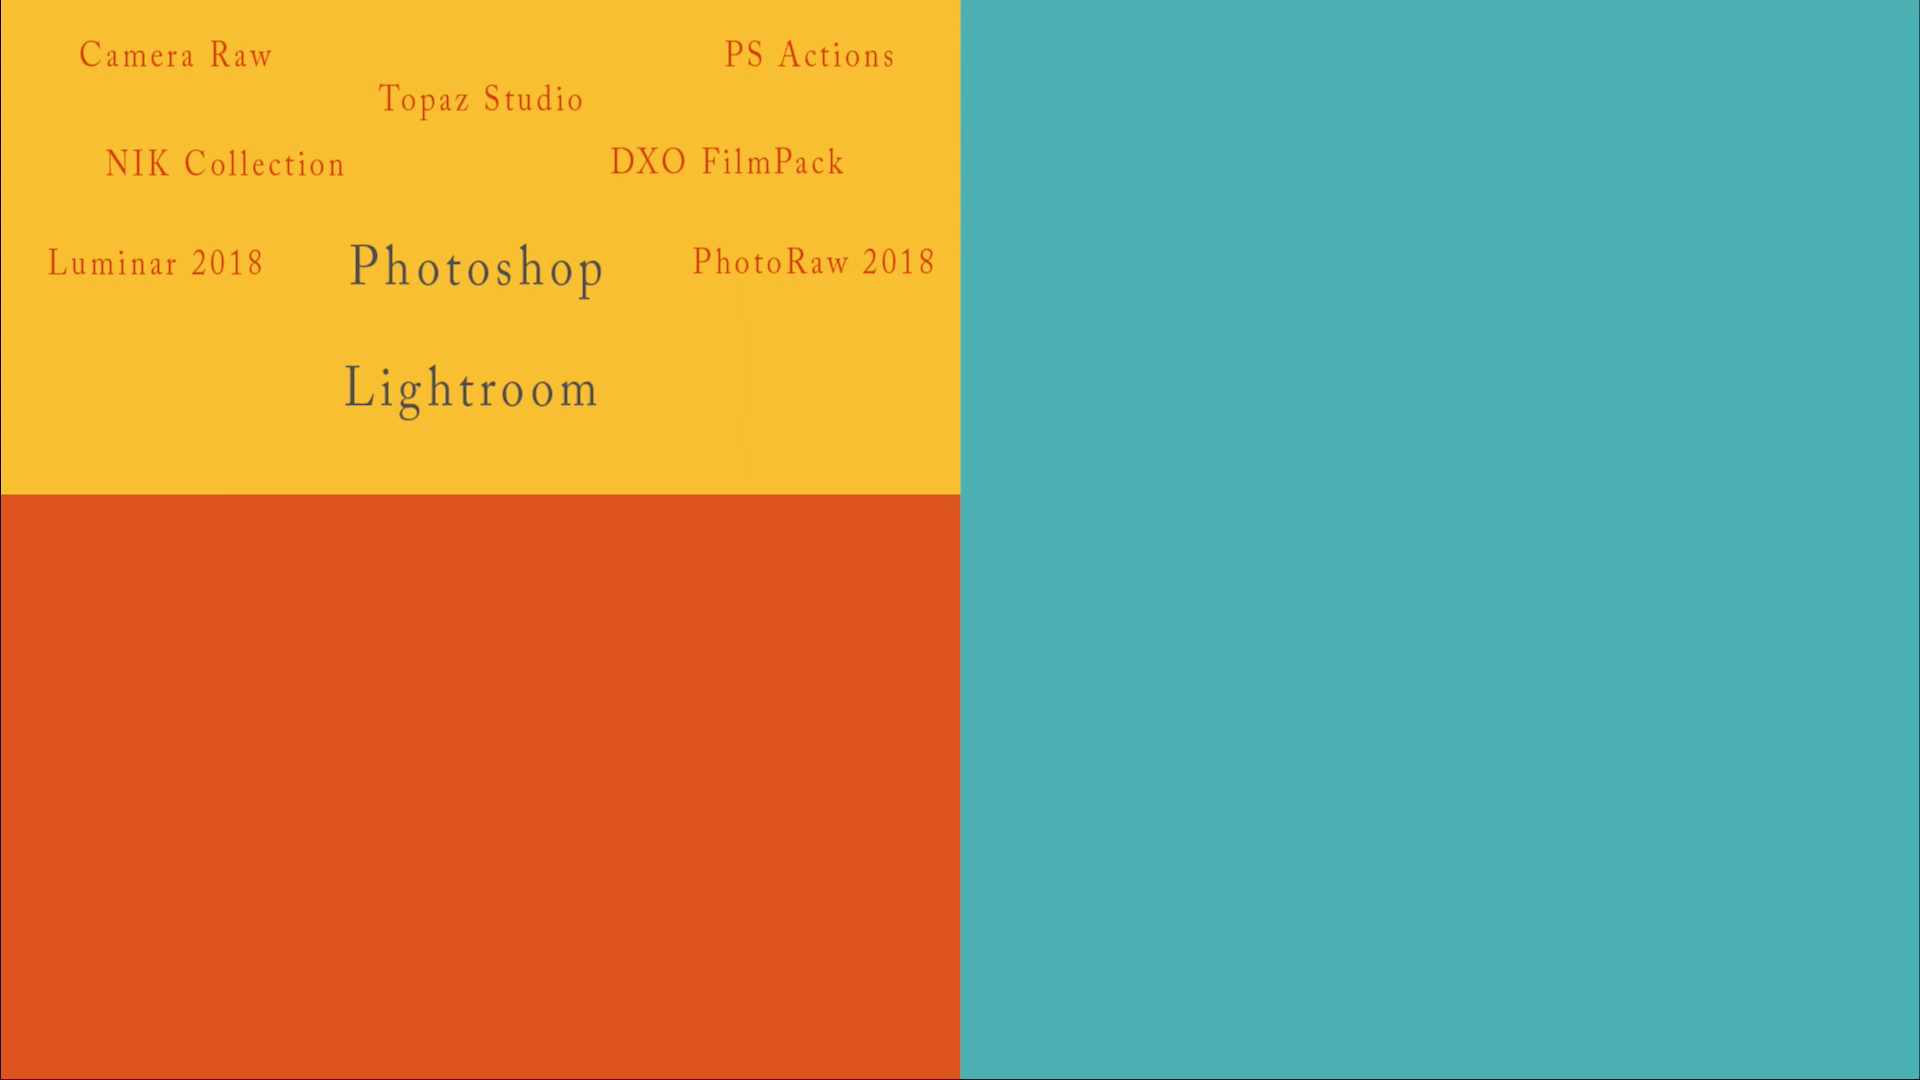 Camera Raw
PS Actions
Topaz Studio
NIK Collection
DXO FilmPack
Luminar 2018
Photoshop
PhotoRaw 2018
Lightroom